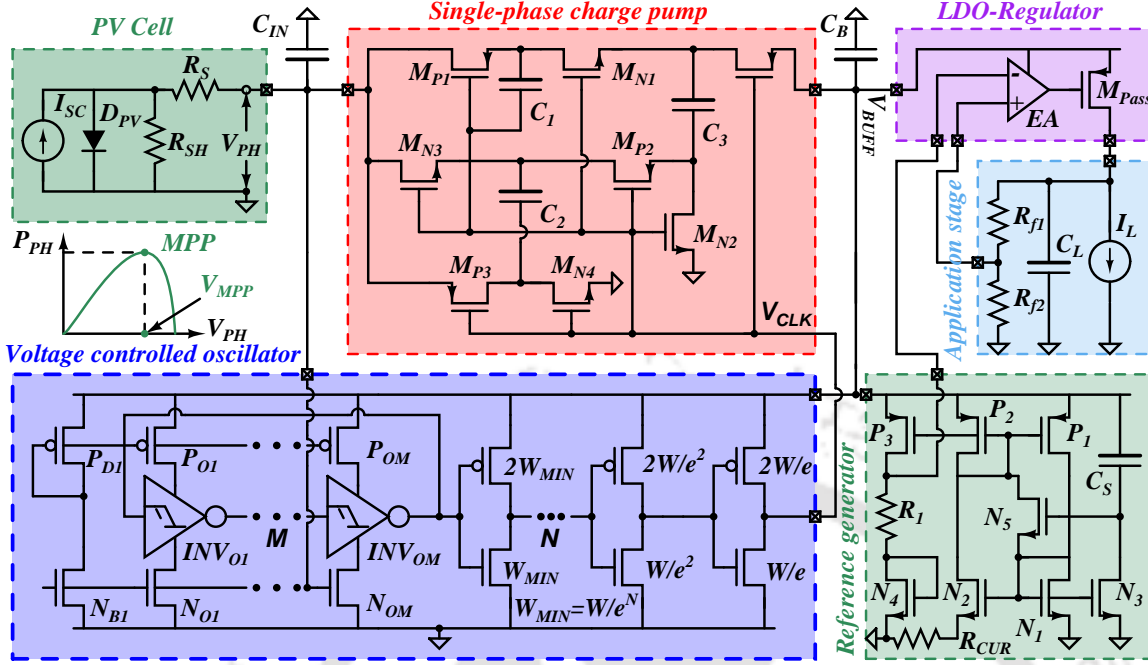 PV Cell
C_IN
Single-phase charge pump
C_B
LDO-Regulator
I_SC
D_PV
R_S
R_SH
V_PH
M_P1
C_1
M_N1
C_3
M_N3
M_P2
C_2
M_N2
M_P3
M_N4
V_CLK
V_BUFF
-
+
EA
M_Pass
Application stage
R_f1
R_f2
C_L
I_L
P_PH
MPP
V_MPP
V_PH
Voltage controlled oscillator
P_D1
P_O1
P_OM
M
INV_O1
INV_OM
N_B1
N_O1
N_OM
2W_MIN
W_MIN
N
2W/e^2
W/e^2
2W/e
W/e
W_MIN=W/e^N
Reference generator
P_3
P_2
P_1
C_S
R_1
N_5
N_4
N_2
N_3
R_CUR
N_1